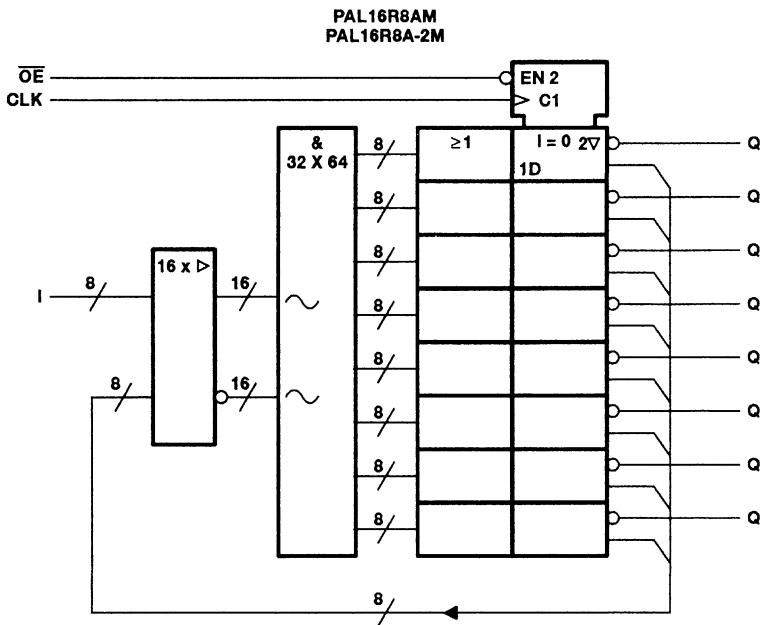 PAL16R8AM
PAL16R8A-2M
OE
EN 2
CLK
C1
&
32 X 64
8
≥1
I = 0 2▽
Q
1D
8
Q
8
Q
16 x ▷
I
8
16
8
Q
8
16
8
Q
8
Q
8
Q
8
Q
8